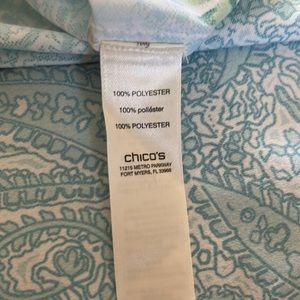 100% POLYESTER
100% poliéster
100% POLYESTER
chico's
11215 METRO PARKWAY
FORT MYERS, FL 33966